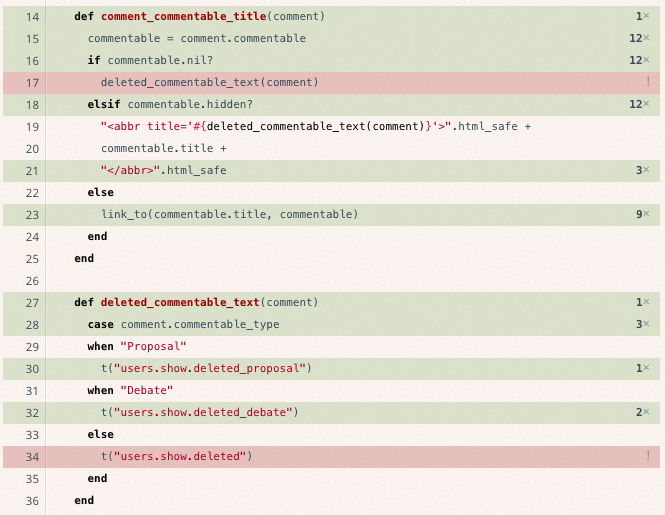 14 def comment_commentable_title(comment) 1×
15 commentable = comment.commentable 12×
16 if commentable.nil? 12×
17 deleted_commentable_text(comment) !
18 elsif commentable.hidden? 12×
19 "<abbr title='#{deleted_commentable_text(comment)}'>".html_safe +
20 commentable.title +
21 "</abbr>".html_safe 3×
22 else
23 link_to(commentable.title, commentable) 9×
24 end
25 end
26
27 def deleted_commentable_text(comment) 1×
28 case comment.commentable_type 3×
29 when "Proposal"
30 t("users.show.deleted_proposal") 1×
31 when "Debate"
32 t("users.show.deleted_debate") 2×
33 else
34 t("users.show.deleted") !
35 end
36 end